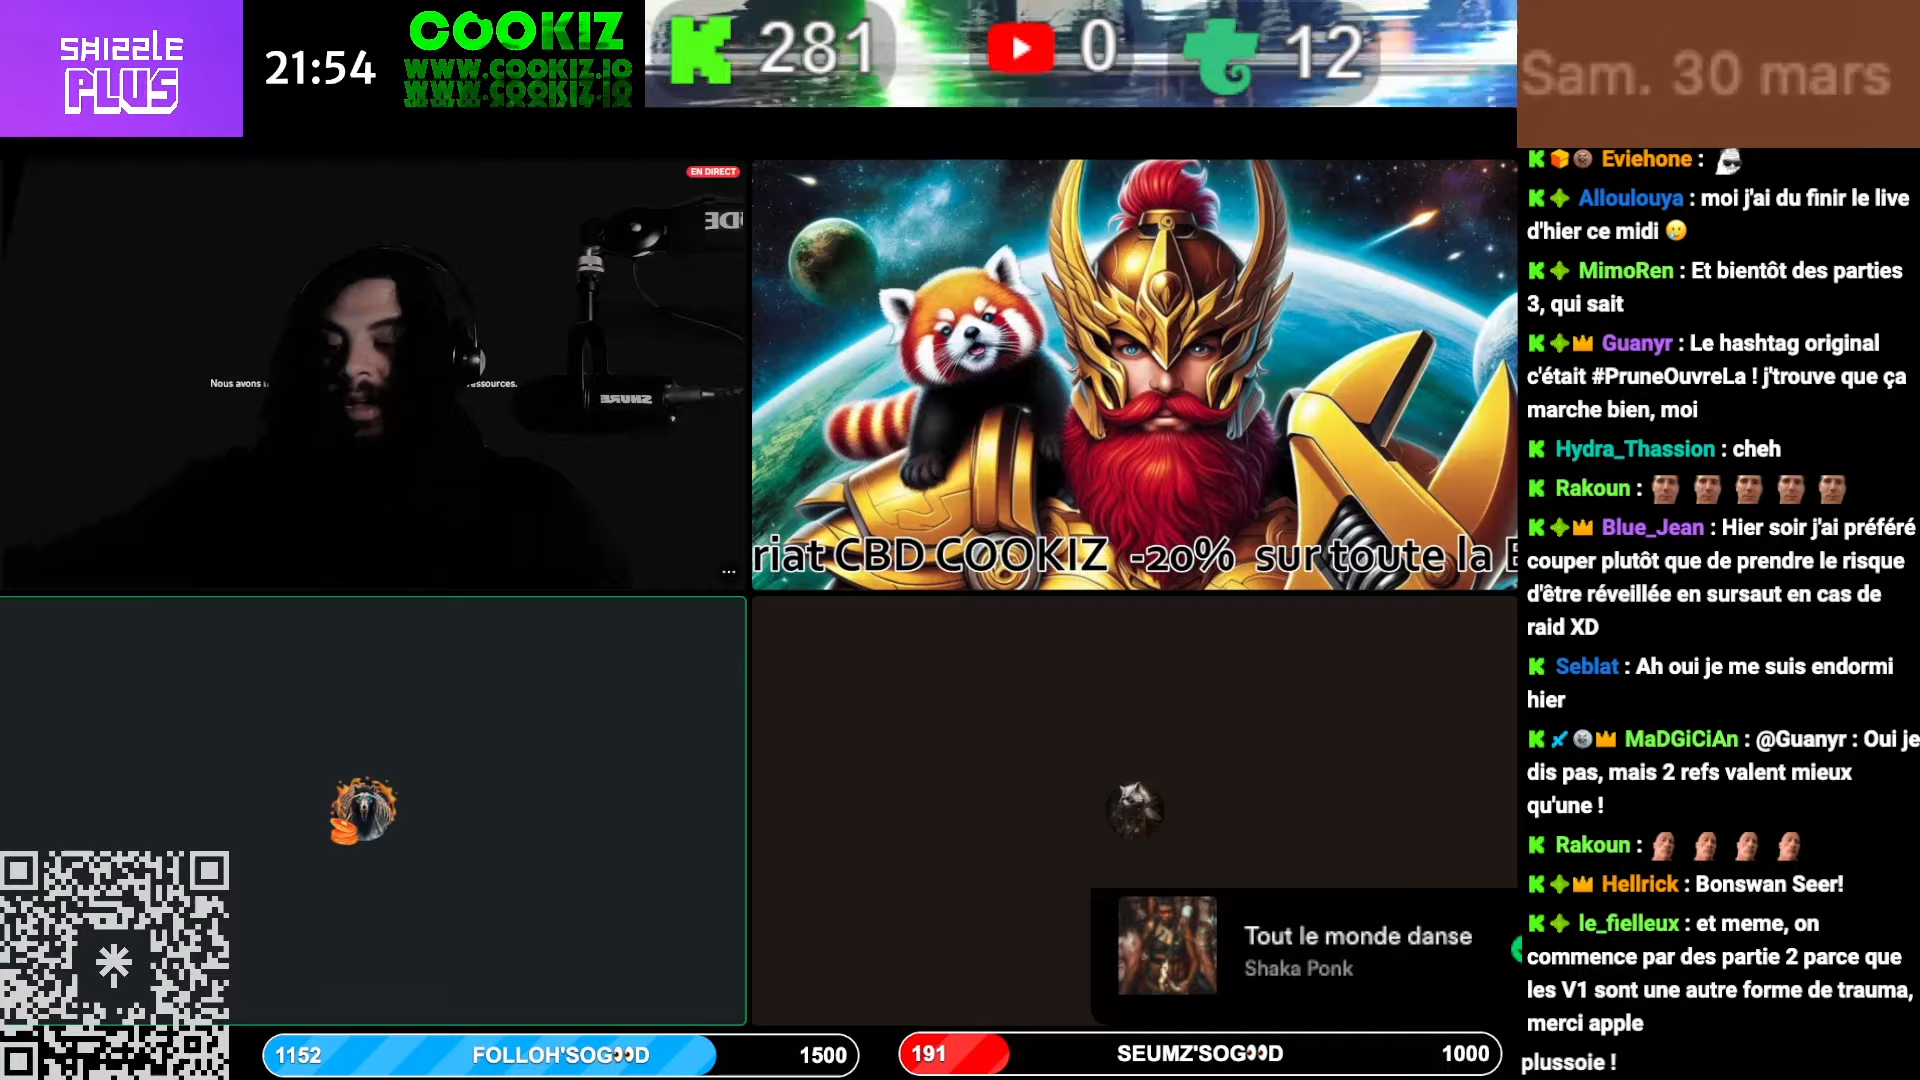 SHIZZLE
PLUS
21:54
COOKIZ
WWW.COOKIZ.IO
WWW.COOKIZ.IO
281
0
12
Sam. 30 mars
EN DIRECT
Nous avons
essources.
SHURE
riat CBD COOKIZ -20% sur toute la B
Eviehone :
Alloulouya : moi j'ai du finir le live
d'hier ce midi 🥲
MimoRen : Et bientôt des parties
3, qui sait
Guanyr : Le hashtag original
c'était #PruneOuvreLa ! j'trouve que ça
marche bien, moi
Hydra_Thassion : cheh
Rakoun :
Blue_Jean : Hier soir j'ai préféré
couper plutôt que de prendre le risque
d'être réveillée en sursaut en cas de
raid XD
Seblat : Ah oui je me suis endormi
hier
MaDGiCiAn : @Guanyr : Oui je
dis pas, mais 2 refs valent mieux
qu'une !
Rakoun :
Hellrick : Bonswan Seer!
le_fielleux : et meme, on
commence par des partie 2 parce que
les V1 sont une autre forme de trauma,
merci apple
plussoie !
Tout le monde danse
Shaka Ponk
1152 FOLLOH'SOG👀D 1500
191 SEUMZ'SOG👀D 1000